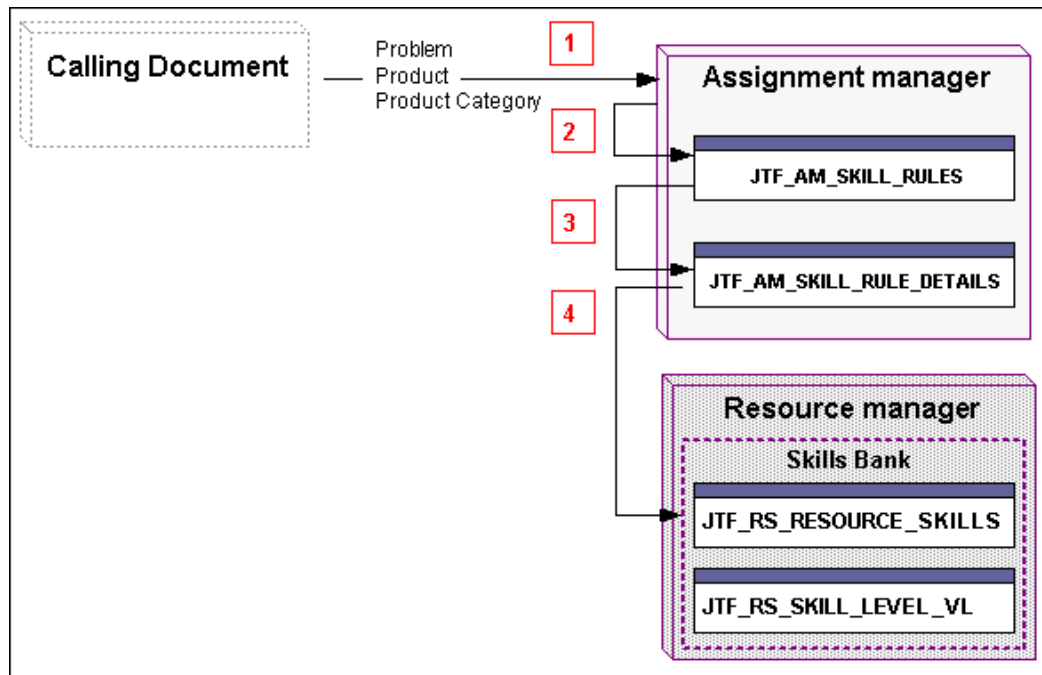 Calling Document
Problem
Product
Product Category
1
Assignment manager
2
JTF_AM_SKILL_RULES
3
JTF_AM_SKILL_RULE_DETAILS
4
Resource manager
Skills Bank
JTF_RS_RESOURCE_SKILLS
JTF_RS_SKILL_LEVEL_VL